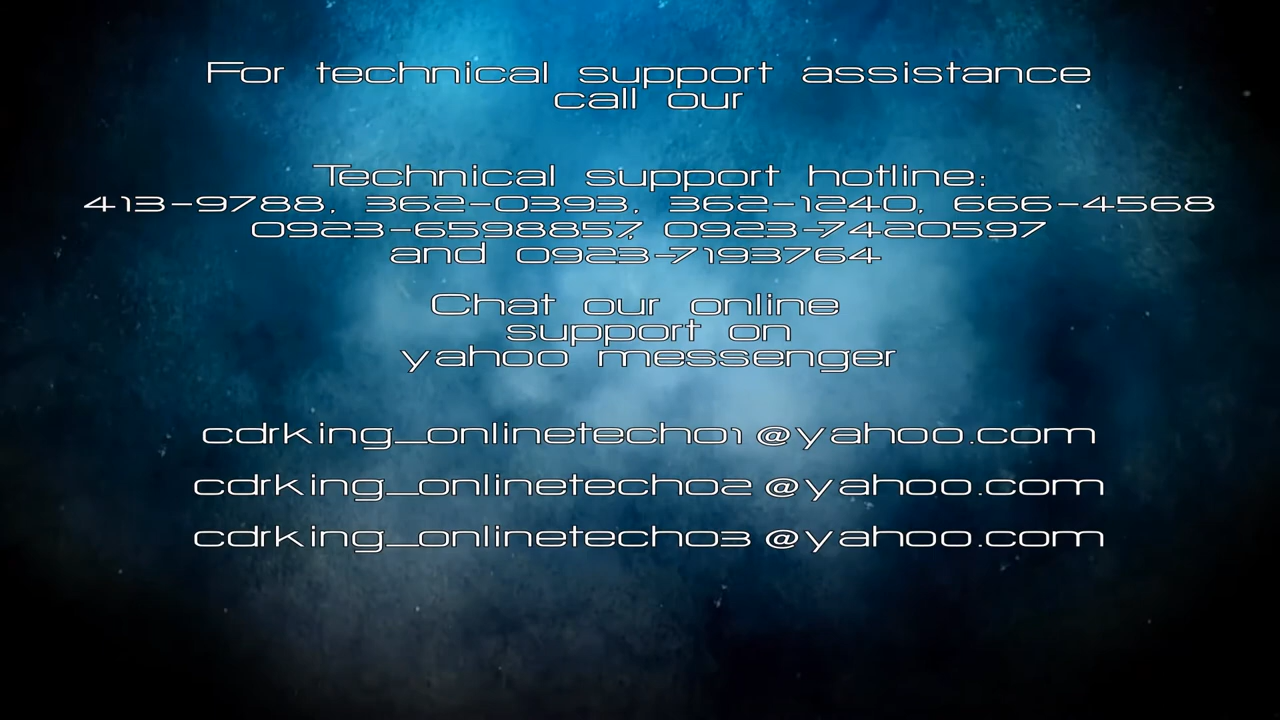 For technical support assistance
call our
Technical support hotline:
413-9788, 362-0393, 362-1240, 666-4568
0923-6598857, 0923-7420597
and 0923-7193764
Chat our online
support on
yahoo messenger
cdrking_onlinetech01@yahoo.com
cdrking_onlinetech02@yahoo.com
cdrking_onlinetech03@yahoo.com